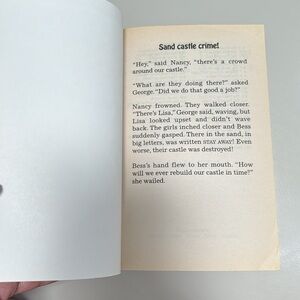 Sand castle crime!
"Hey," said Nancy, "there's a crowd
around our castle."
"What are they doing there?" asked
George. "Did we do that good a job?"
Nancy frowned. They walked closer.
"There's Lisa," George said, waving, but
Lisa looked upset and didn't wave
back. The girls inched closer and Bess
suddenly gasped. There in the sand, in
big letters, was written STAY AWAY! Even
worse, their castle was destroyed!
Bess's hand flew to her mouth. "How
will we ever rebuild our castle in time?"
she wailed.